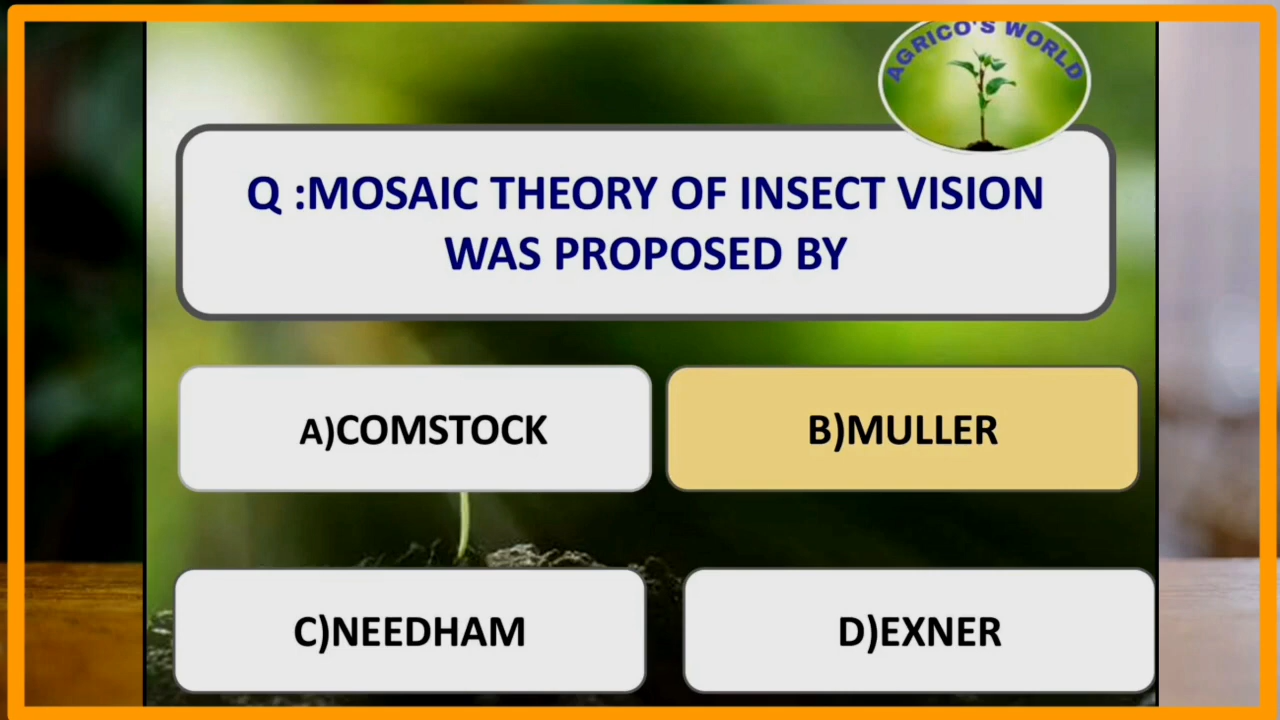 AGRICO'S WORLD
Q :MOSAIC THEORY OF INSECT VISION
WAS PROPOSED BY
A)COMSTOCK
B)MULLER
C)NEEDHAM
D)EXNER